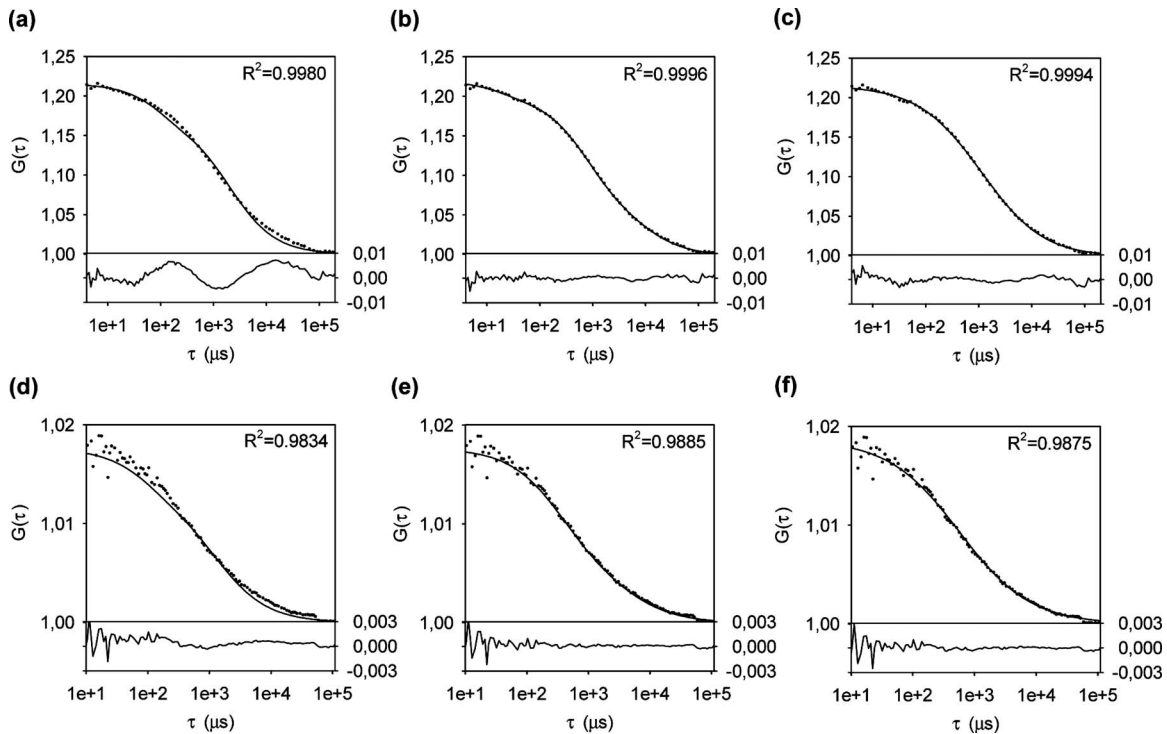 (a)
R²=0.9980
1,25
1,20
1,15
1,10
1,05
1,00
G(τ)
0,01
0,00
-0,01
1e+1 1e+2 1e+3 1e+4 1e+5
τ (µs)
(b)
R²=0.9996
1,25
1,20
1,15
1,10
1,05
1,00
G(τ)
0,01
0,00
-0,01
1e+1 1e+2 1e+3 1e+4 1e+5
τ (µs)
(c)
R²=0.9994
1,25
1,20
1,15
1,10
1,05
1,00
G(τ)
0,01
0,00
-0,01
1e+1 1e+2 1e+3 1e+4 1e+5
τ (µs)
(d)
R²=0.9834
1,02
1,01
1,00
G(τ)
0,003
0,000
-0,003
1e+1 1e+2 1e+3 1e+4 1e+5
τ (µs)
(e)
R²=0.9885
1,02
1,01
1,00
G(τ)
0,003
0,000
-0,003
1e+1 1e+2 1e+3 1e+4 1e+5
τ (µs)
(f)
R²=0.9875
1,02
1,01
1,00
G(τ)
0,003
0,000
-0,003
1e+1 1e+2 1e+3 1e+4 1e+5
τ (µs)